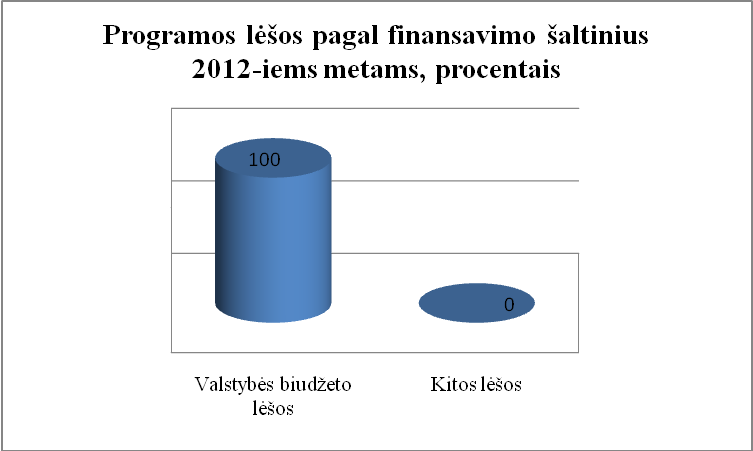 Programos lėšos pagal finansavimo šaltinius
2012-iems metams, procentais
100
0
Valstybės biudžeto
lėšos
Kitos lėšos